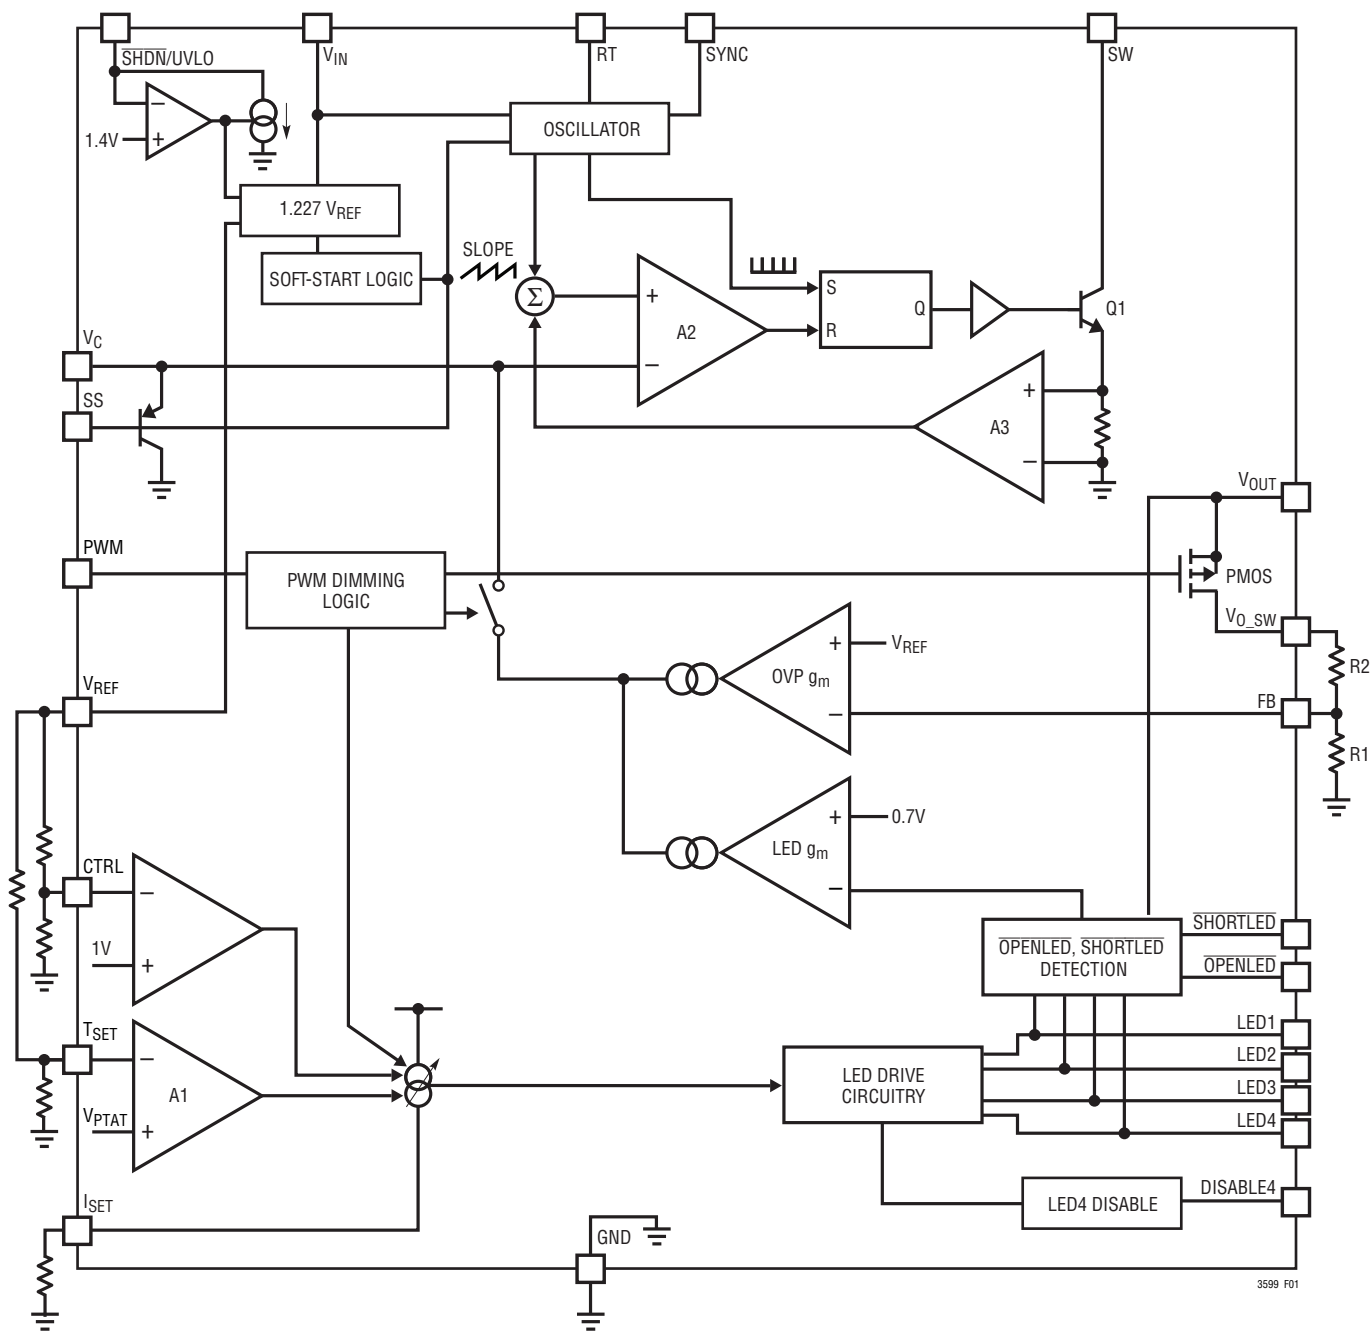 SHDN/UVLO
VIN
RT
SYNC
SW
−
1.4V
+
OSCILLATOR
1.227 VREF
SLOPE
SOFT-START LOGIC
Σ
+
A2
−
S
R
Q
Q1
VC
SS
+
A3
−
VOUT
PWM
PWM DIMMING
LOGIC
PMOS
VO_SW
+
VREF
OVP gm
−
R2
FB
R1
VREF
+
0.7V
LED gm
−
CTRL
−
1V
+
SHORTLED
OPENLED, SHORTLED
DETECTION
OPENLED
TSET
−
A1
VPTAT
+
LED DRIVE
CIRCUITRY
LED1
LED2
LED3
LED4
ISET
LED4 DISABLE
DISABLE4
GND
3599 F01